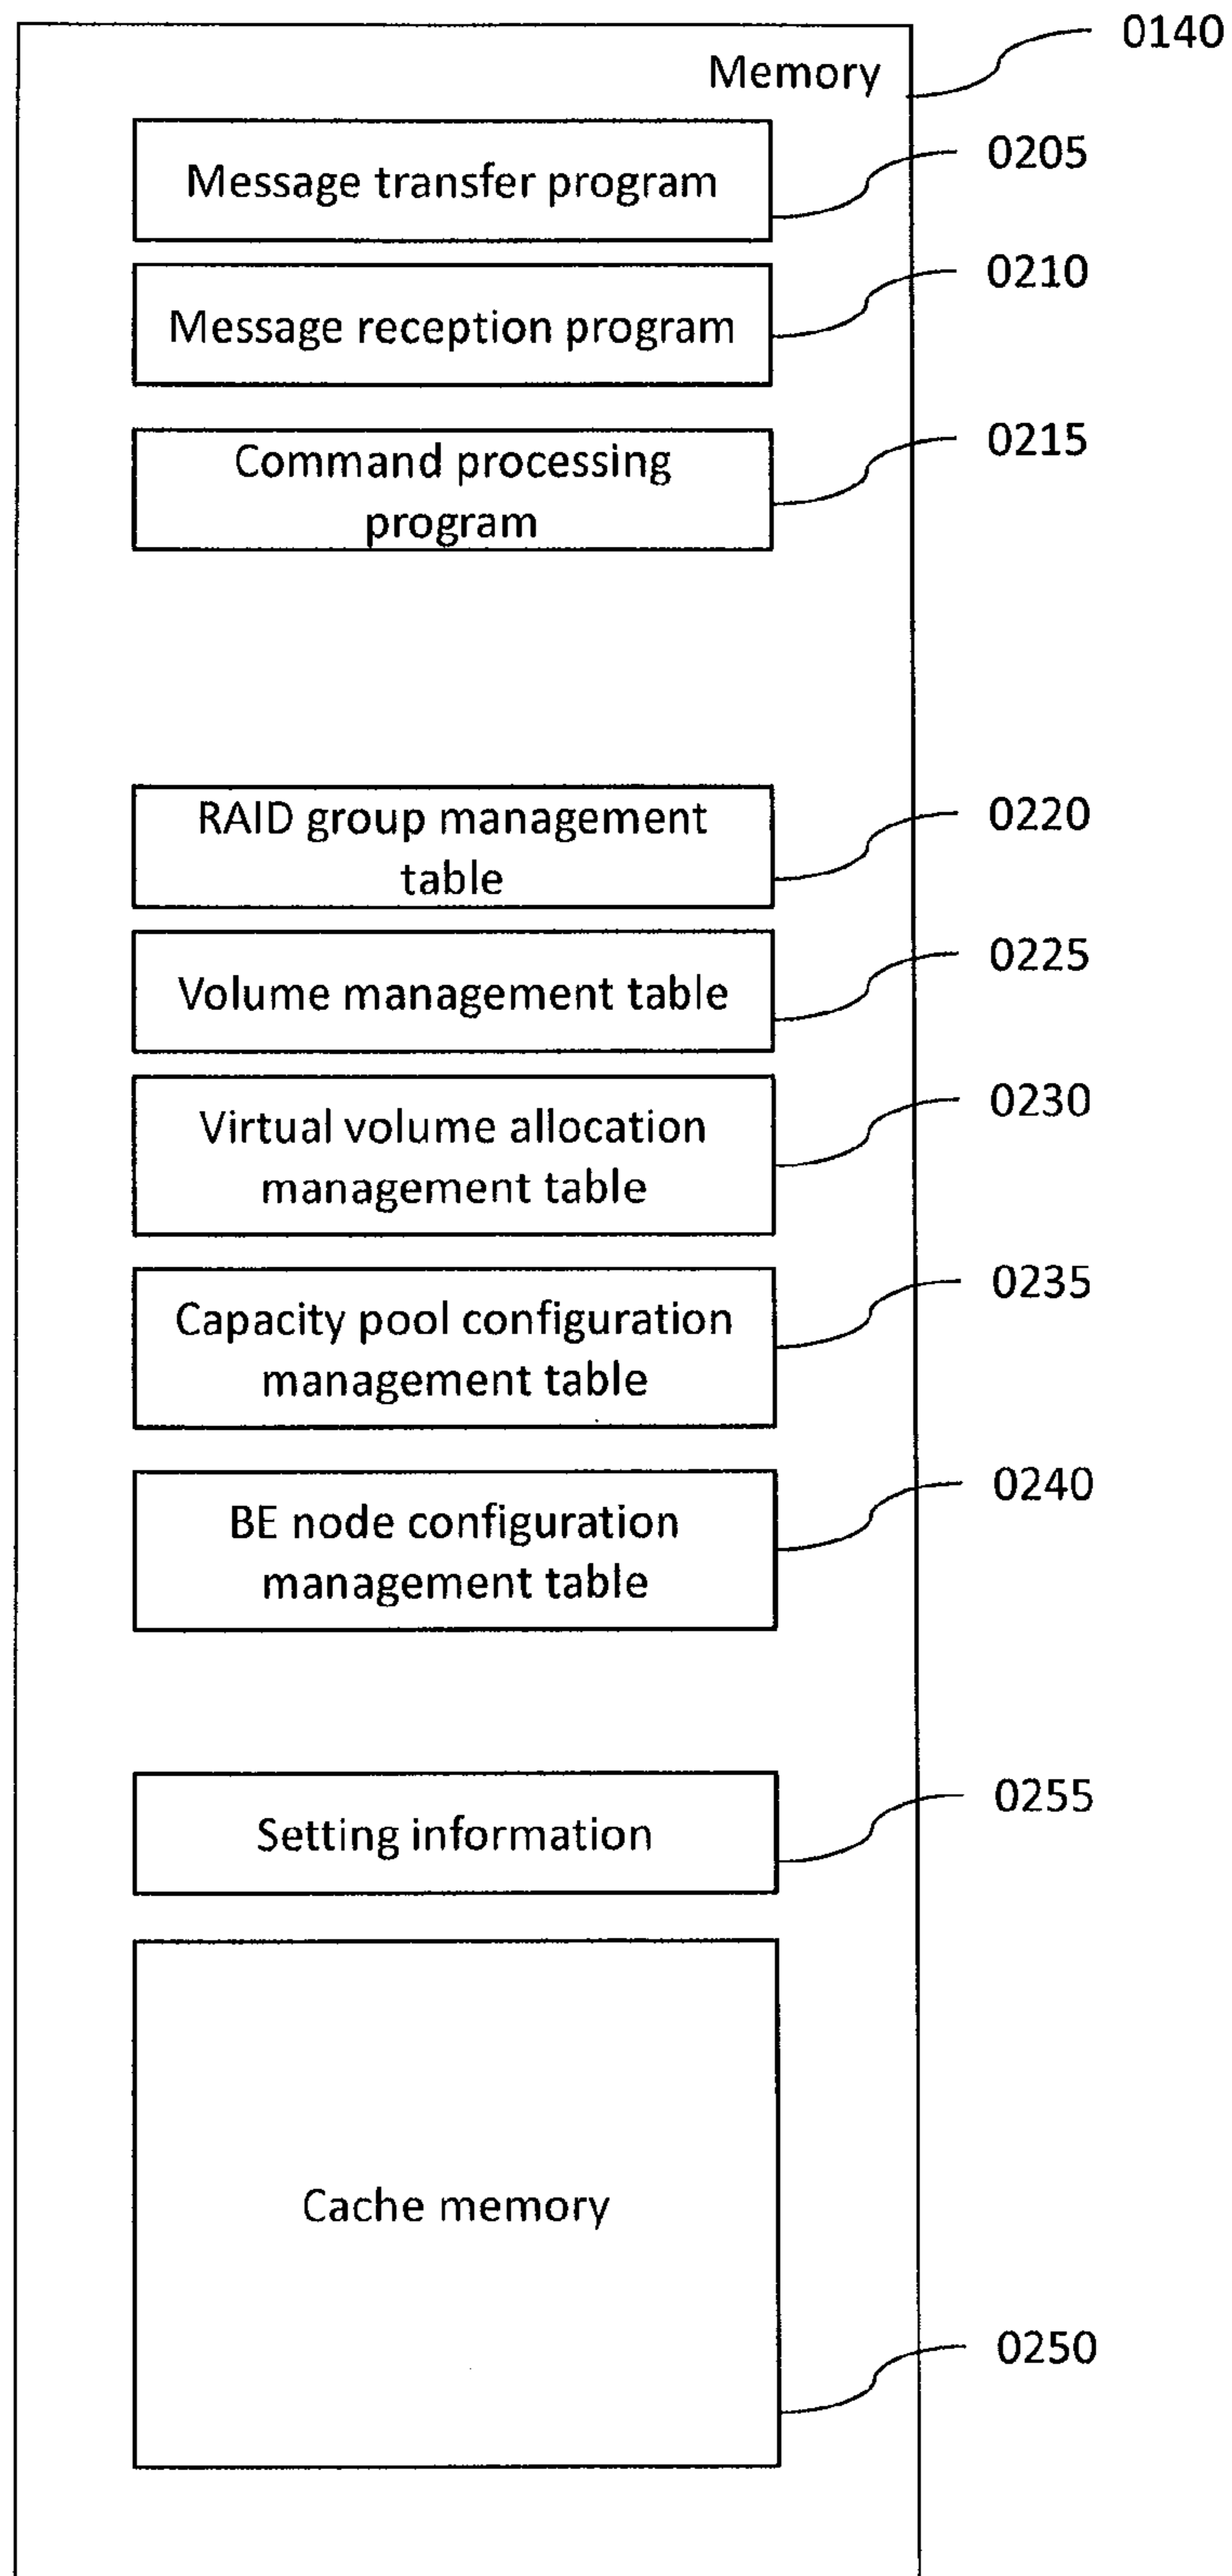 0140
Memory
0205
Message transfer program
0210
Message reception program
0215
Command processing
program
0220
RAID group management
table
0225
Volume management table
0230
Virtual volume allocation
management table
0235
Capacity pool configuration
management table
0240
BE node configuration
management table
0255
Setting information
Cache memory
0250